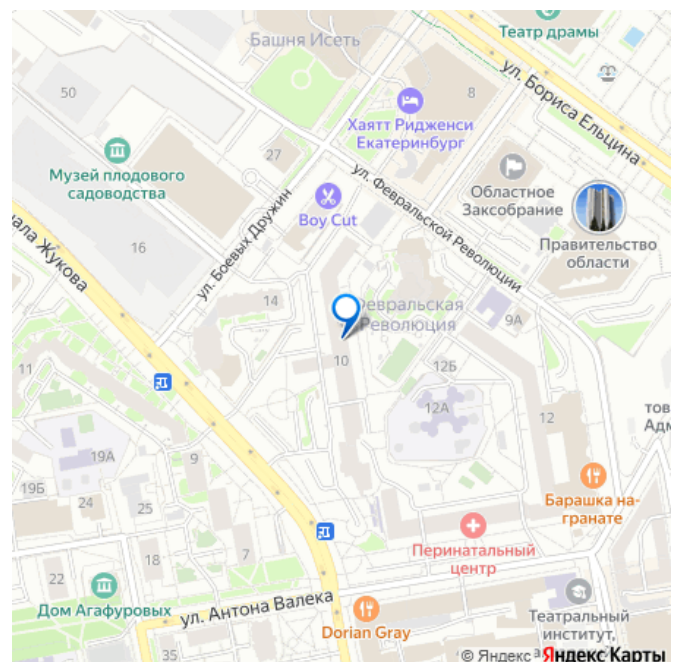 Башня Исеть
Театр драмы
ул. Бориса Ельцина
50
8
Хаятт Ридженси
Екатеринбург
Музей плодового
садоводства
27
ул. Февральской Революции
Областное
Заксобрание
Boy Cut
Правительство
области
16
ул. Боевых Дружин
ала Жукова
14
Февральская
Революция
9А
10
11
12Б
12А
12
тов
Адм
19А
9
19Б
24
25
Барашка на-
гранате
Перинатальный
центр
18
7
22
Дом Агафуровых
ул. Антона Валека
Dorian Gray
Театральный
институт,
35
© Яндекс Яндекс Карты